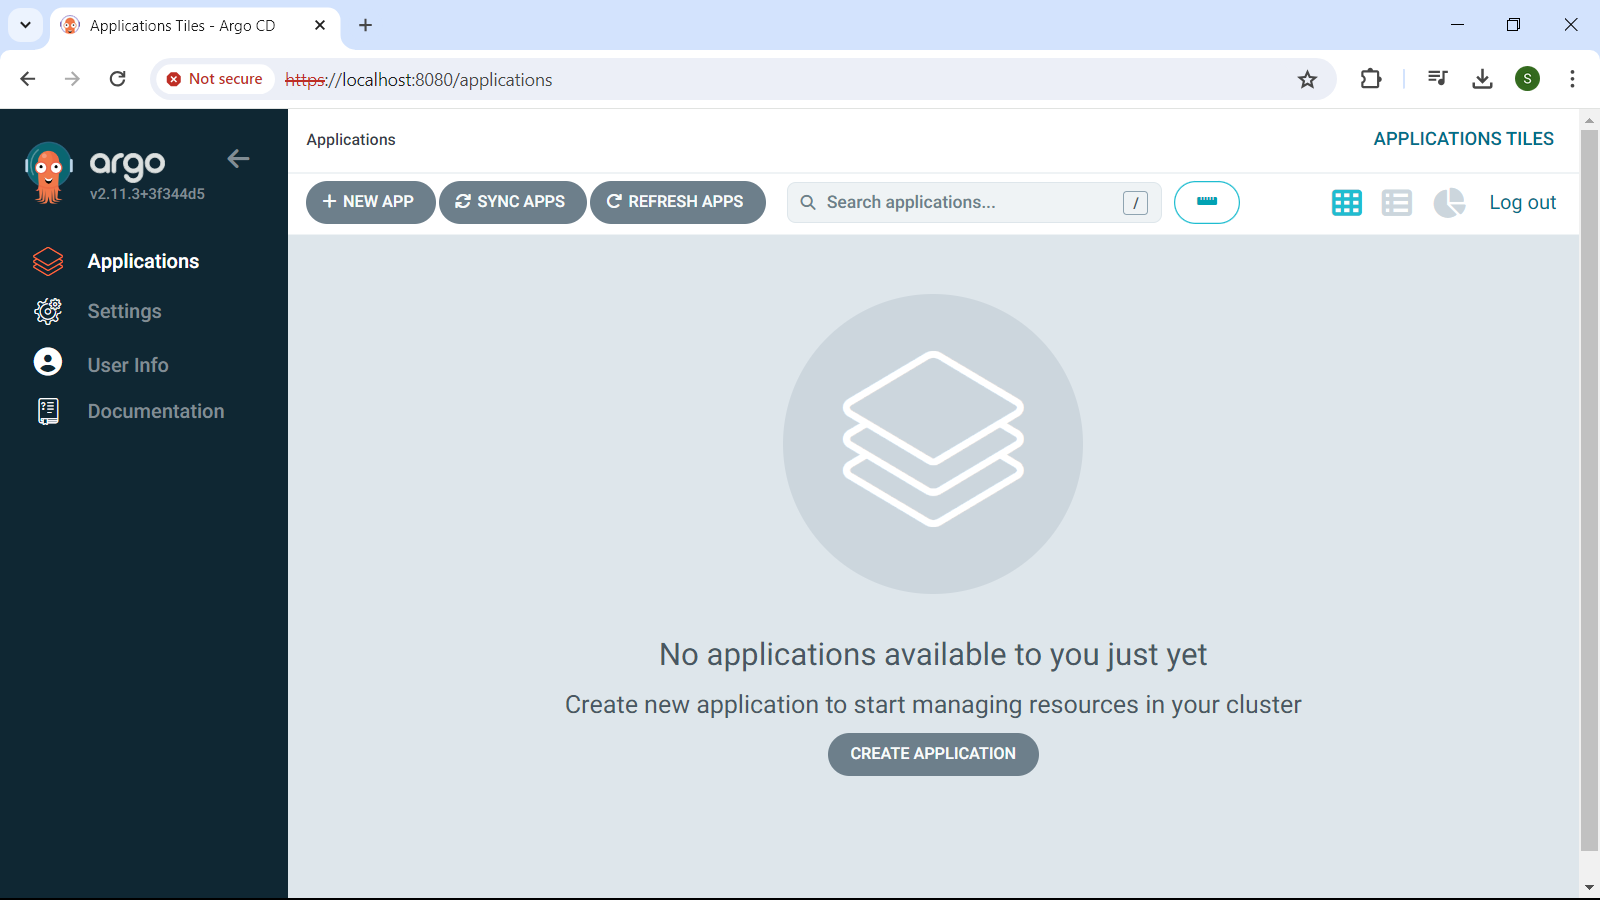 Applications Tiles - Argo CD
Not secure
https://localhost:8080/applications
S
argo
v2.11.3+3f344d5
Applications
Settings
User Info
Documentation
Applications
APPLICATIONS TILES
NEW APP
SYNC APPS
REFRESH APPS
Search applications...
/
Log out
No applications available to you just yet
Create new application to start managing resources in your cluster
CREATE APPLICATION